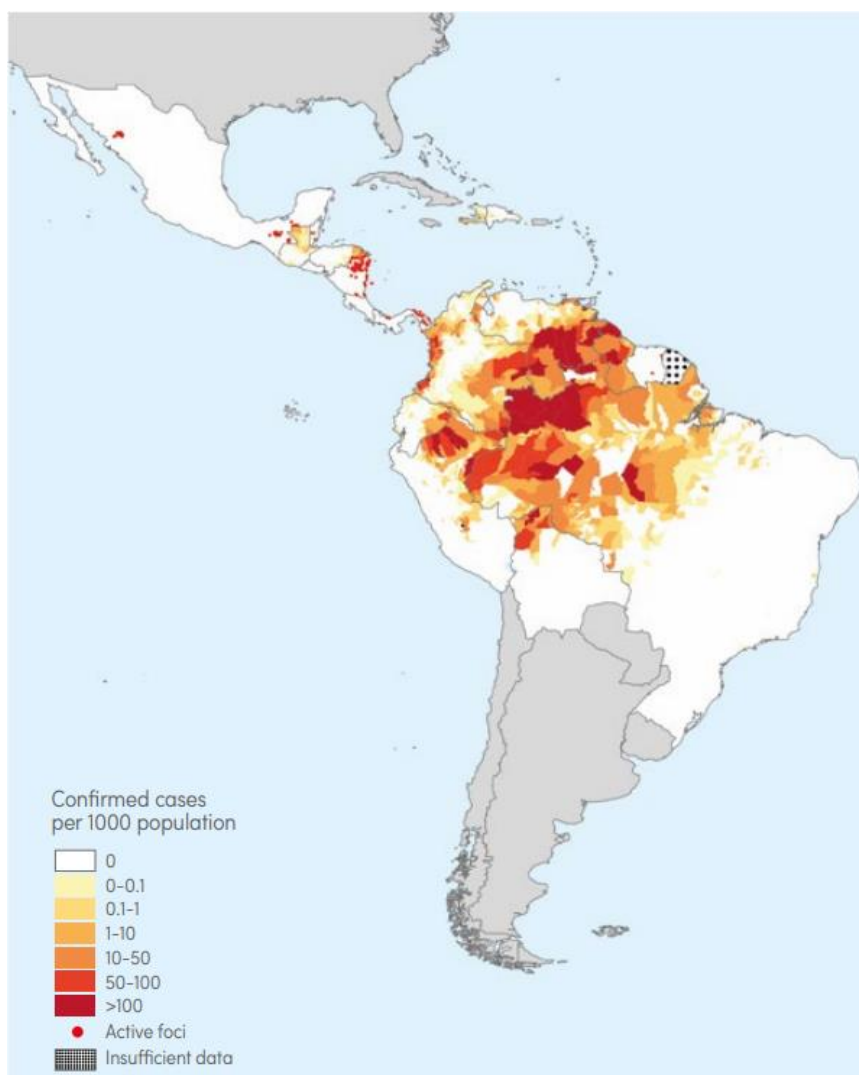 Confirmed cases
per 1000 population
0
0–0.1
0.1–1
1–10
10–50
50–100
>100
Active foci
Insufficient data